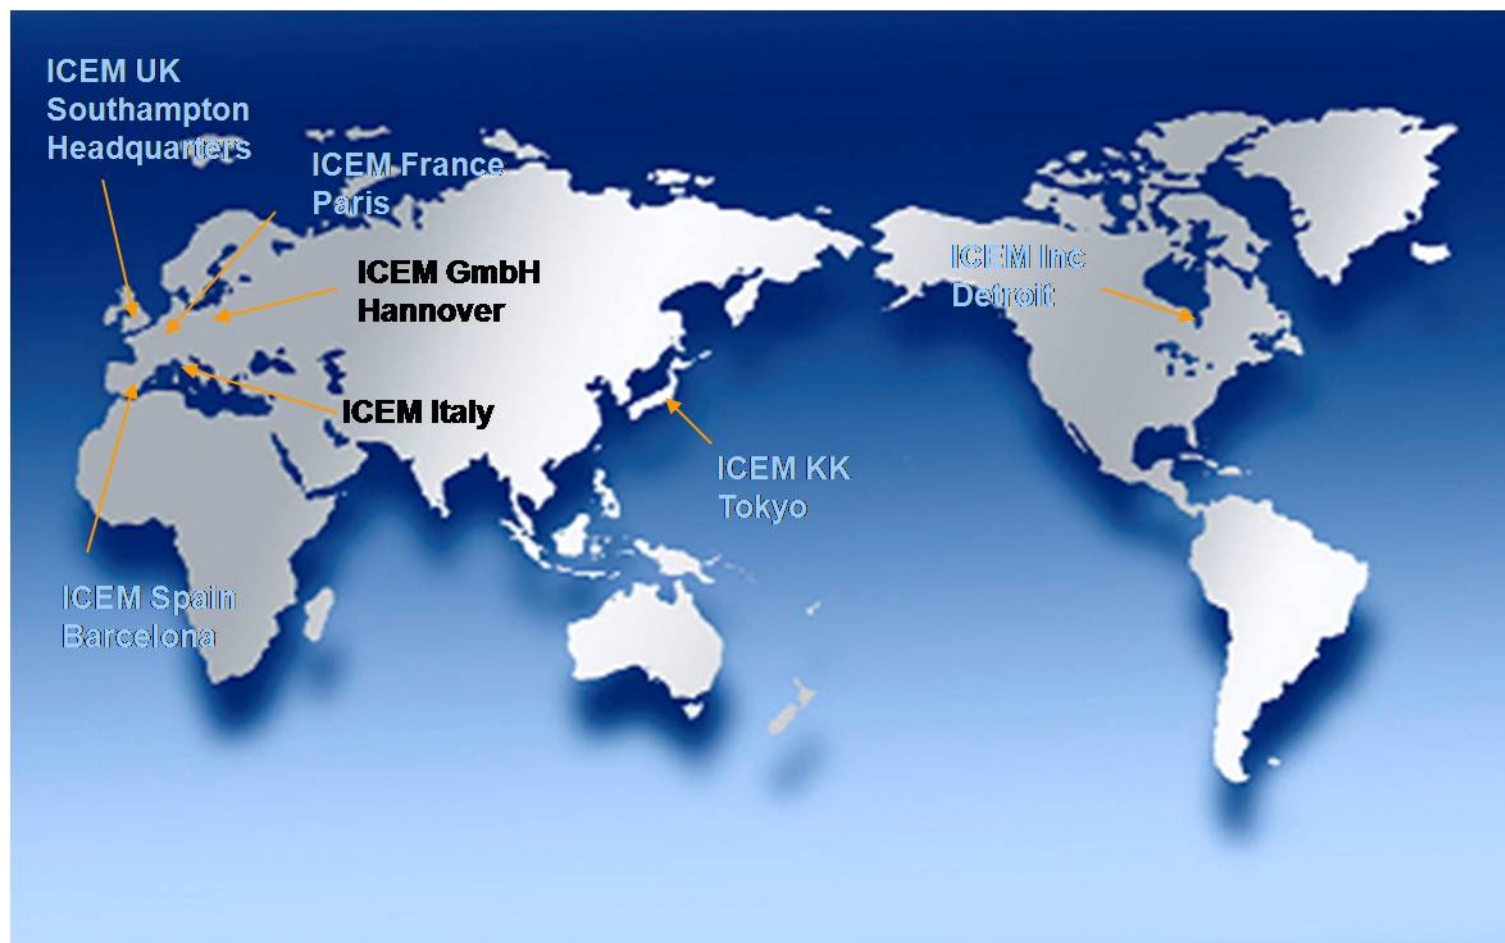 ICEM UK
Southampton
Headquarters
ICEM France
Paris
ICEM GmbH
Hannover
ICEM Inc
Detroit
ICEM Italy
ICEM KK
Tokyo
ICEM Spain
Barcelona